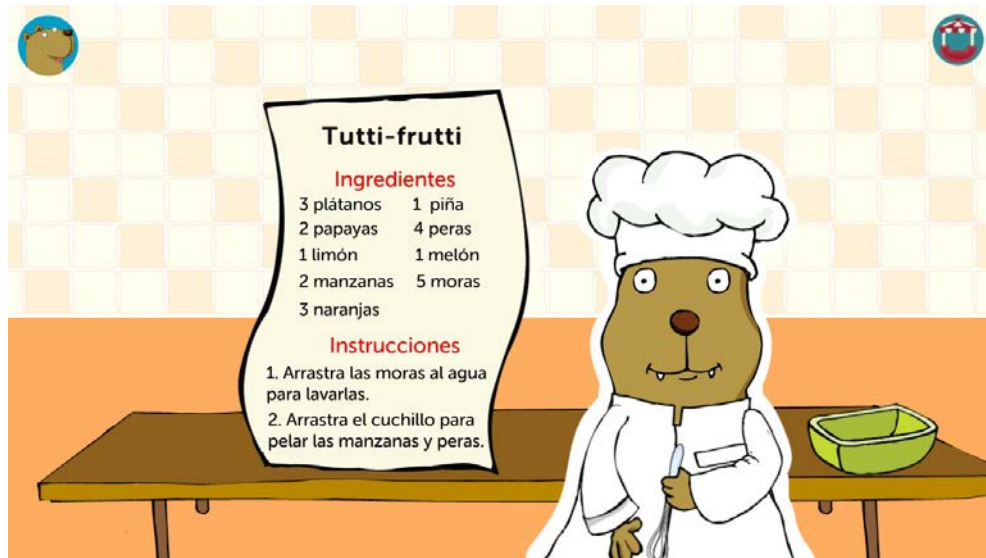 Tutti-frutti
Ingredientes
3 plátanos 1 piña
2 papayas 4 peras
1 limón 1 melón
2 manzanas 5 moras
3 naranjas
Instrucciones
1. Arrastra las moras al agua
para lavarlas.
2. Arrastra el cuchillo para
pelar las manzanas y peras.